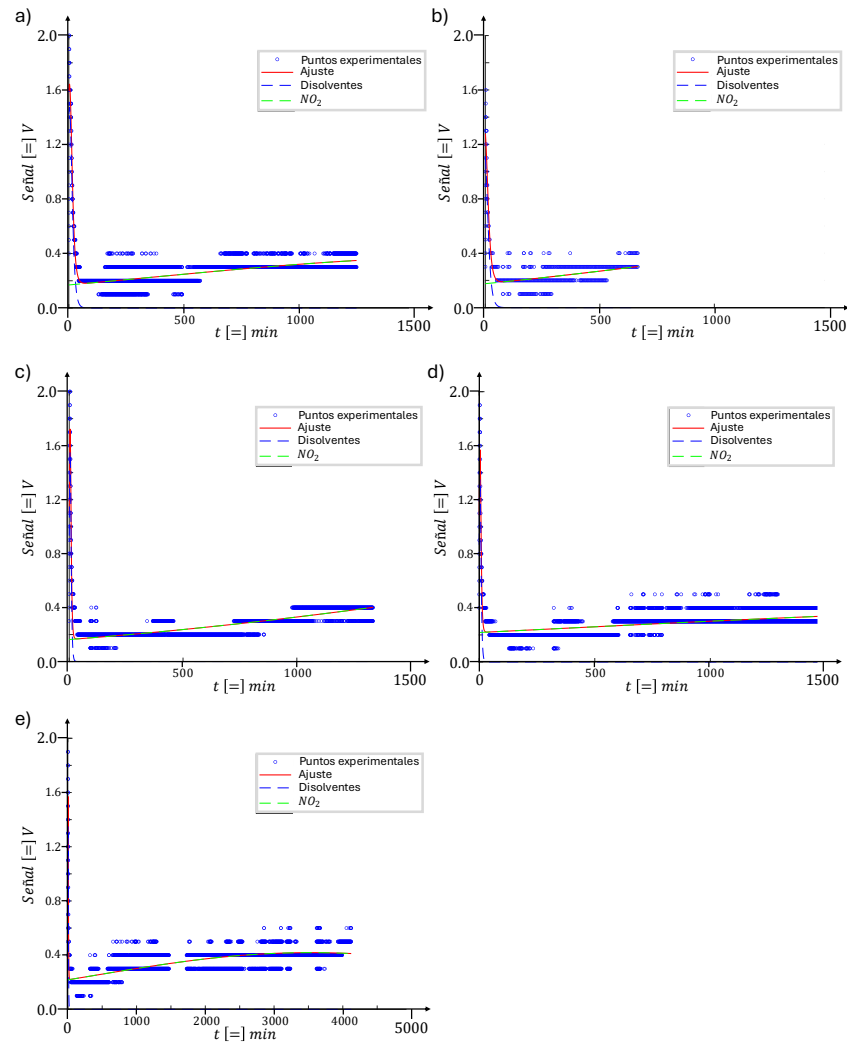 a)
2.0
1.6
1.2
0.8
0.4
0.0
Señal [=] V
0
500
1000
1500
t [=] min
Puntos experimentales
Ajuste
Disolventes
NO₂
b)
2.0
1.6
1.2
0.8
0.4
0.0
Señal [=] V
0
500
1000
1500
t [=] min
Puntos experimentales
Ajuste
Disolventes
NO₂
c)
2.0
1.6
1.2
0.8
0.4
0.0
Señal [=] V
0
500
1000
1500
t [=] min
Puntos experimentales
Ajuste
Disolventes
NO₂
d)
2.0
1.6
1.2
0.8
0.4
0.0
Señal [=] V
0
500
1000
1500
t [=] min
Puntos experimentales
Ajuste
Disolventes
NO₂
e)
2.0
1.6
1.2
0.8
0.4
0.0
Señal [=] V
0
1000
2000
3000
4000
5000
t [=] min
Puntos experimentales
Ajuste
Disolventes
NO₂